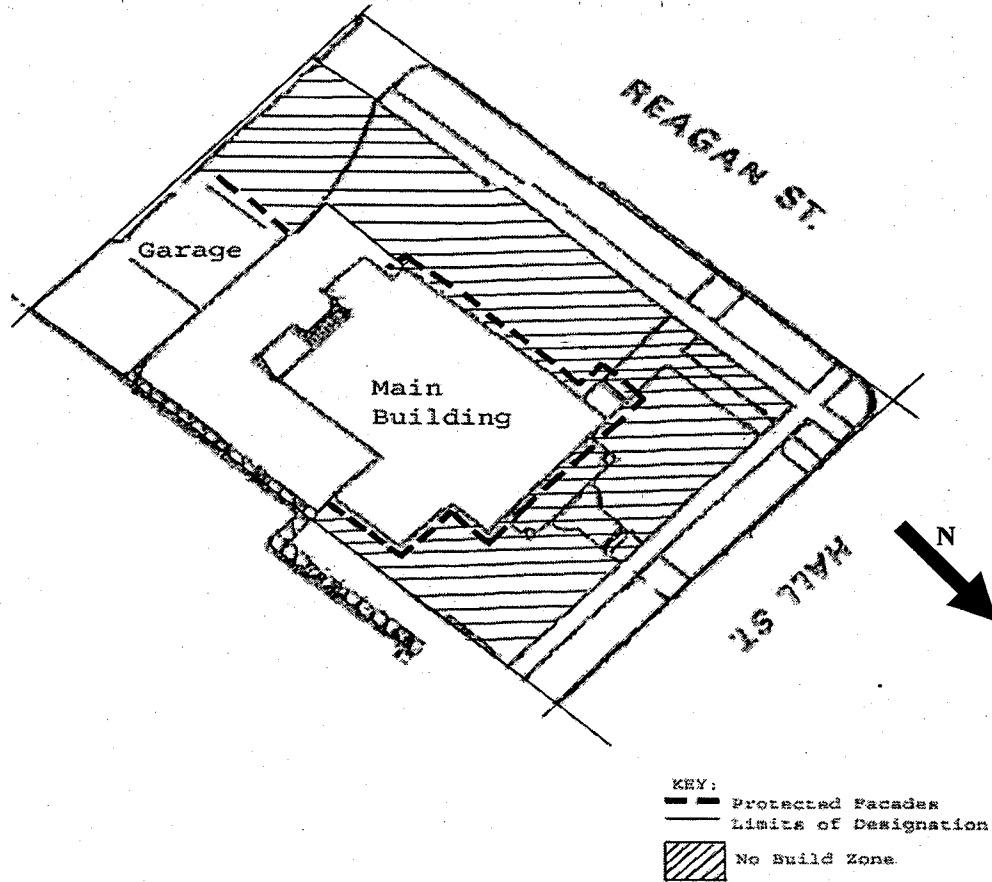 REAGAN ST.
Garage
Main
Building
N
HALL ST.
KEY:
Protected Facades
Limits of Designation
No Build Zone